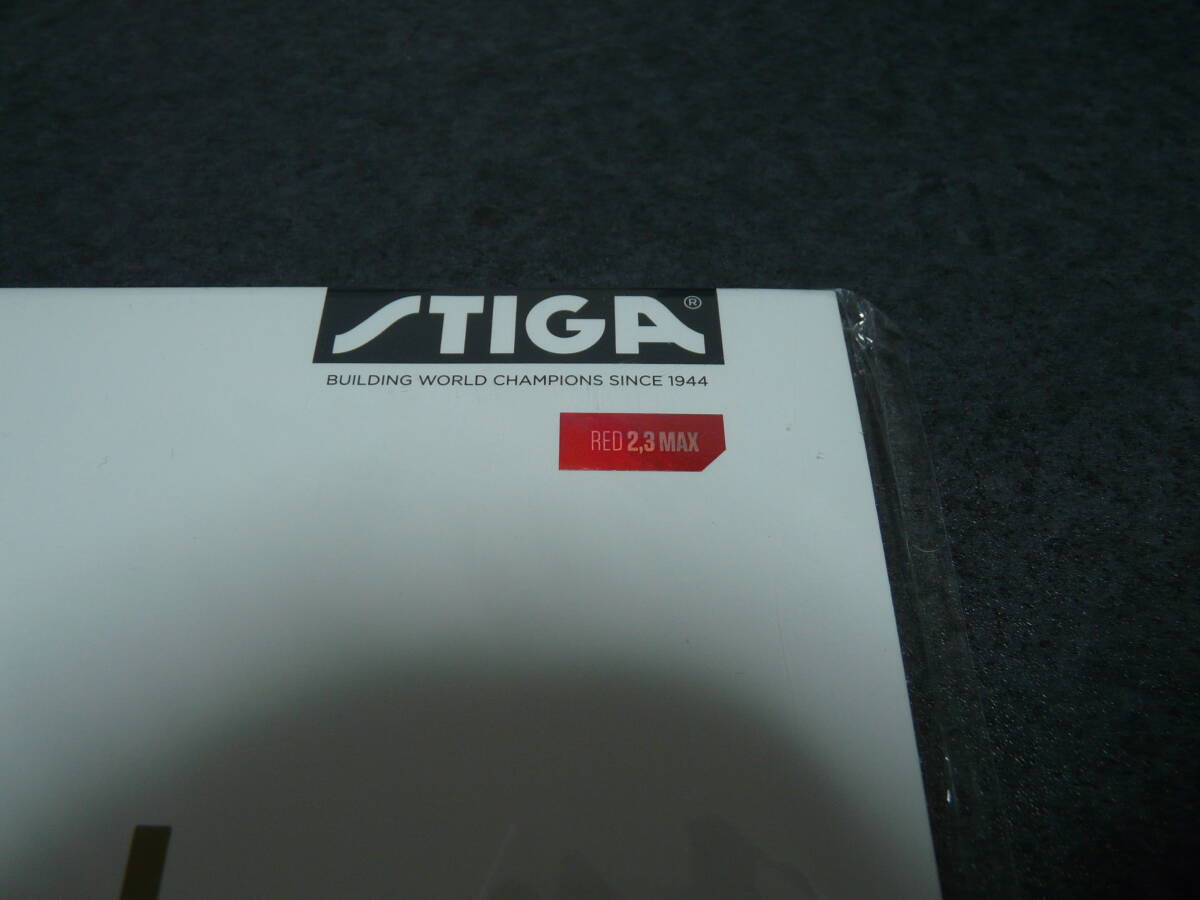 STIGA®
BUILDING WORLD CHAMPIONS SINCE 1944
RED 2,3 MAX